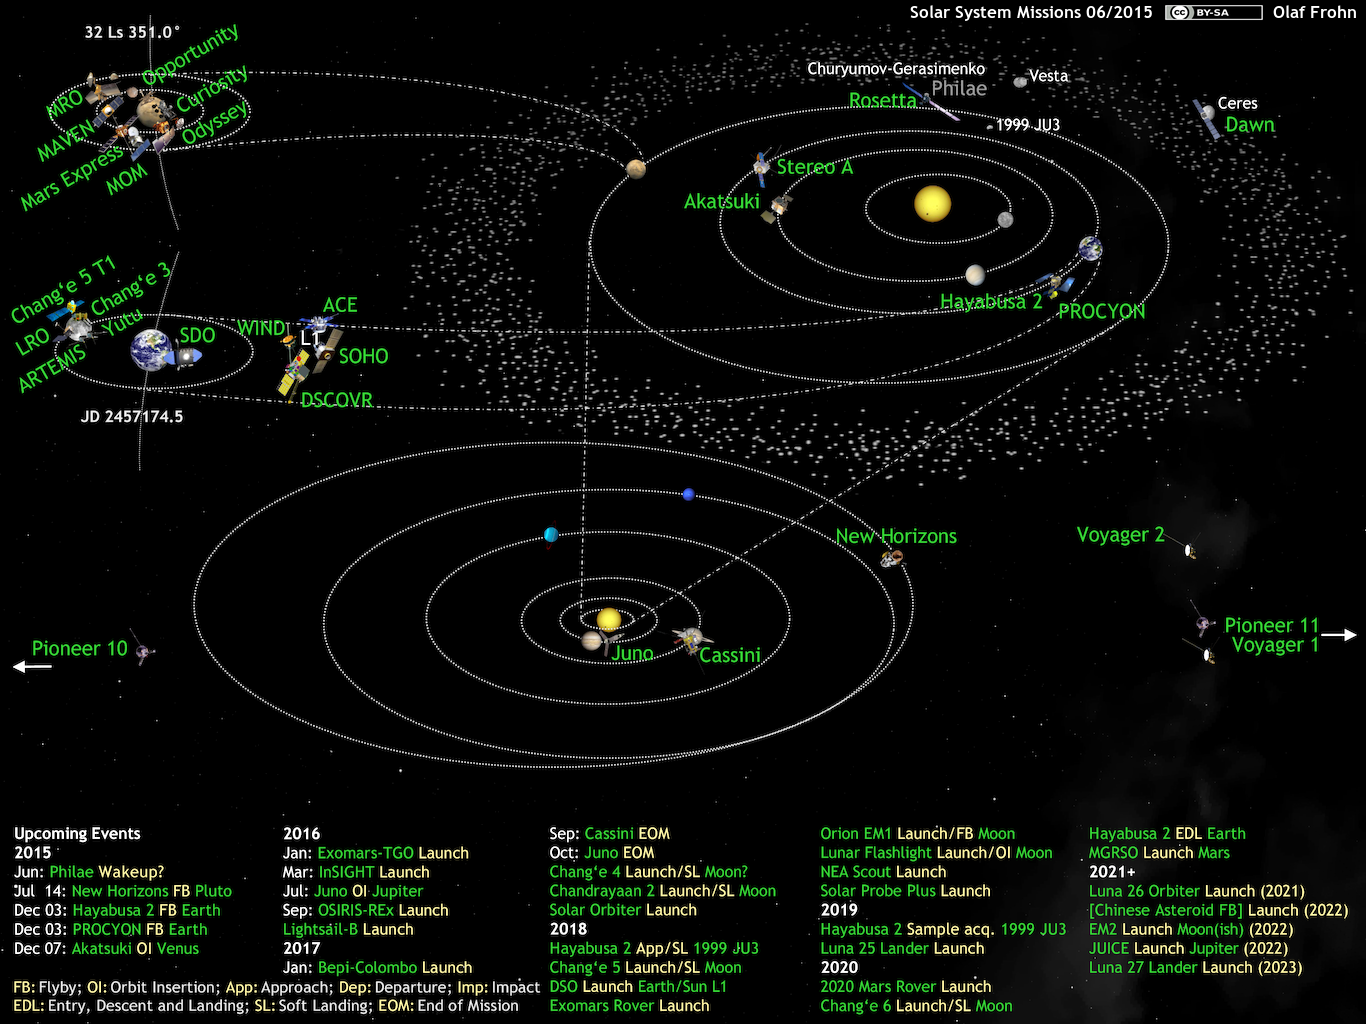 Solar System Missions 06/2015 cc BY-SA Olaf Frohn
32 Ls 351.0°
Opportunity
Curiosity
Odyssey
MRO
MAVEN
Mars Express
MOM
Churyumov-Gerasimenko
Philae
Rosetta
Vesta
1999 JU3
Ceres
Dawn
Stereo A
Akatsuki
Hayabusa 2
PROCYON
Chang‘e 5 T1
Chang‘e 3
Yutu
LRO
ARTEMIS
SDO
WIND
ACE
L1
SOHO
DSCOVR
JD 2457174.5
New Horizons
Voyager 2
Pioneer 11
Voyager 1
Pioneer 10
Juno
Cassini
Upcoming Events
2015
Jun: Philae Wakeup?
Jul 14: New Horizons FB Pluto
Dec 03: Hayabusa 2 FB Earth
Dec 03: PROCYON FB Earth
Dec 07: Akatsuki OI Venus
2016
Jan: Exomars-TGO Launch
Mar: InSIGHT Launch
Jul: Juno OI Jupiter
Sep: OSIRIS-REx Launch
Lightsail-B Launch
2017
Jan: Bepi-Colombo Launch
Sep: Cassini EOM
Oct: Juno EOM
Chang‘e 4 Launch/SL Moon?
Chandrayaan 2 Launch/SL Moon
Solar Orbiter Launch
2018
Hayabusa 2 App/SL 1999 JU3
Chang‘e 5 Launch/SL Moon
DSO Launch Earth/Sun L1
Exomars Rover Launch
Orion EM1 Launch/FB Moon
Lunar Flashlight Launch/OI Moon
NEA Scout Launch
Solar Probe Plus Launch
2019
Hayabusa 2 Sample acq. 1999 JU3
Luna 25 Lander Launch
2020
2020 Mars Rover Launch
Chang‘e 6 Launch/SL Moon
Hayabusa 2 EDL Earth
MGRSO Launch Mars
2021+
Luna 26 Orbiter Launch (2021)
[Chinese Asteroid FB] Launch (2022)
EM2 Launch Moon(ish) (2022)
JUICE Launch Jupiter (2022)
Luna 27 Lander Launch (2023)
FB: Flyby; OI: Orbit Insertion; App: Approach; Dep: Departure; Imp: Impact
EDL: Entry, Descent and Landing; SL: Soft Landing; EOM: End of Mission